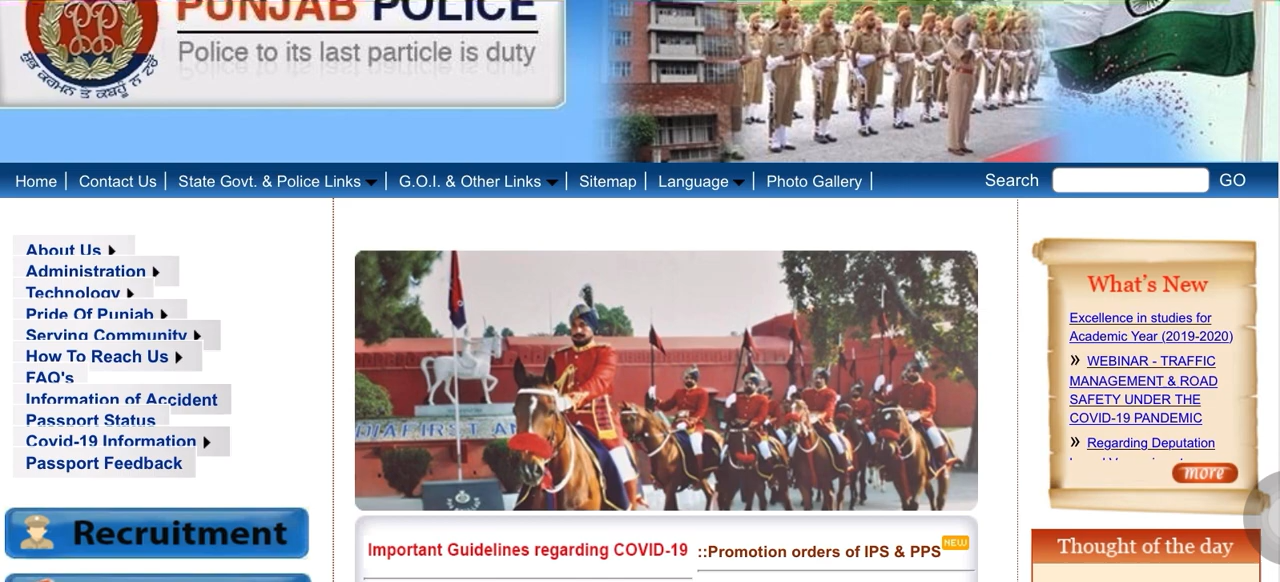 PUNJAB POLICE
Police to its last particle is duty
ਸ਼ੁਭ ਕਰਮਨ ਤੇ ਕਬਹੂੰ ਨ ਟਰੋਂ
Home | Contact Us | State Govt. & Police Links | G.O.I. & Other Links | Sitemap | Language | Photo Gallery | Search GO
About Us
Administration
Technology
Pride Of Punjab
Serving Community
How To Reach Us
FAQ's
Information of Accident
Passport Status
Covid-19 Information
Passport Feedback
Recruitment
Important Guidelines regarding COVID-19
::Promotion orders of IPS & PPS NEW
What's New
Excellence in studies for
Academic Year (2019-2020)
» WEBINAR - TRAFFIC
MANAGEMENT & ROAD
SAFETY UNDER THE
COVID-19 PANDEMIC
» Regarding Deputation
more
Thought of the day